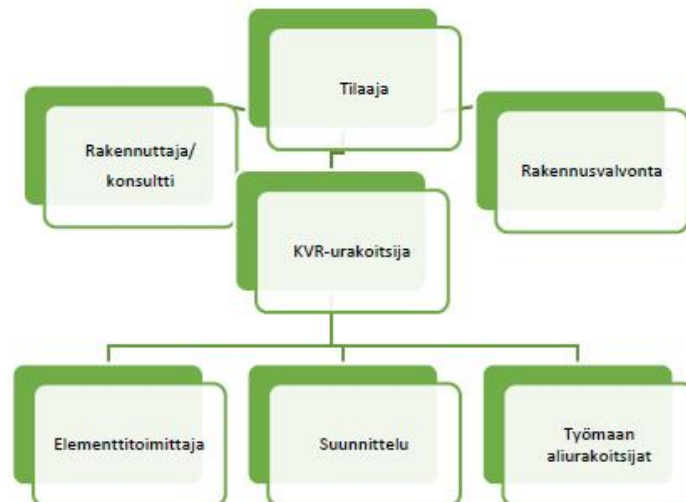 Tilaaja
Rakennuttaja/
konsultti
Rakennusvalvonta
KVR-urakoitsija
Elementtitoimittaja
Suunnittelu
Työmaan
aliurakoitsijat